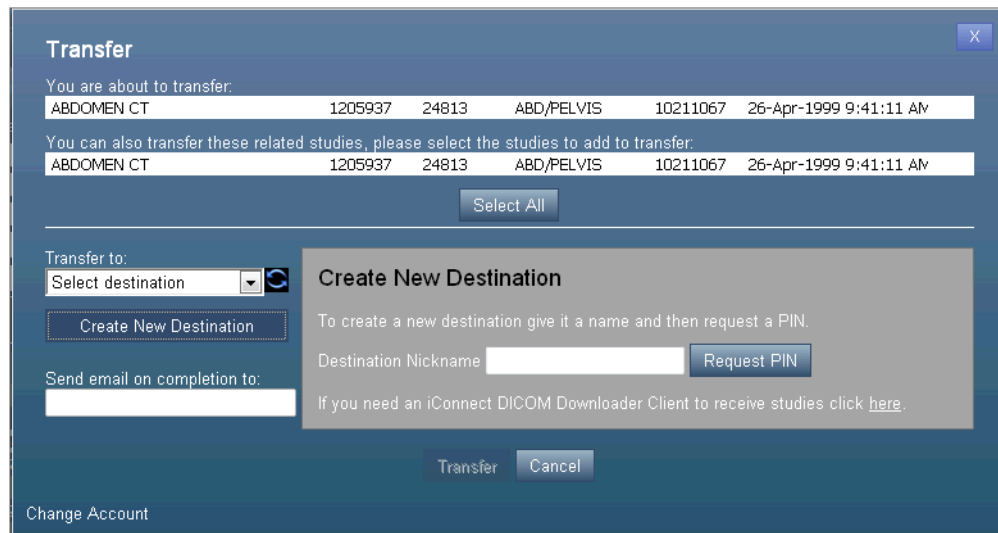 X
Transfer
You are about to transfer:
ABDOMEN CT 1205937 24813 ABD/PELVIS 10211067 26-Apr-1999 9:41:11 AM
You can also transfer these related studies, please select the studies to add to transfer:
ABDOMEN CT 1205937 24813 ABD/PELVIS 10211067 26-Apr-1999 9:41:11 AM
Select All
Transfer to:
Select destination
Create New Destination
Send email on completion to:
Create New Destination
To create a new destination give it a name and then request a PIN.
Destination Nickname Request PIN
If you need an iConnect DICOM Downloader Client to receive studies click here.
Transfer Cancel
Change Account